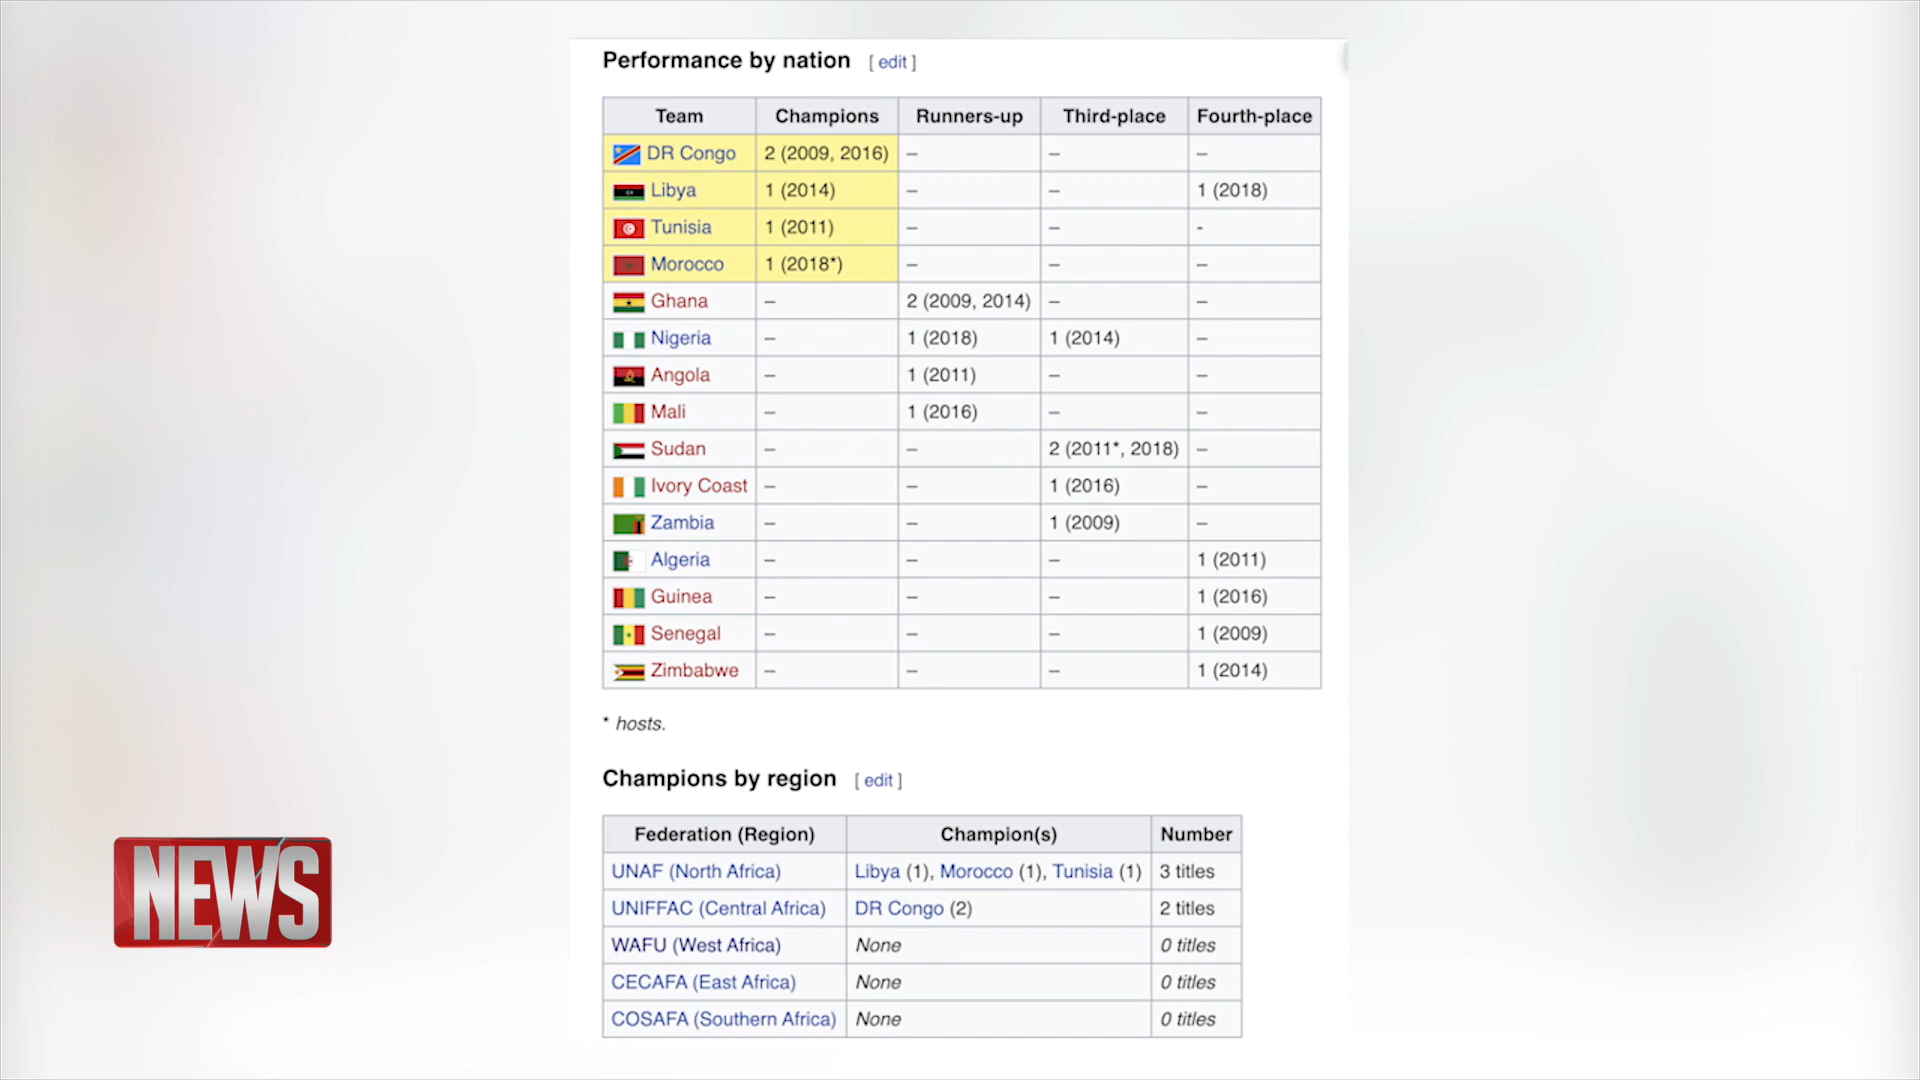 Performance by nation [ edit ]
Team Champions Runners-up Third-place Fourth-place
DR Congo 2 (2009, 2016) – – –
Libya 1 (2014) – – 1 (2018)
Tunisia 1 (2011) – – -
Morocco 1 (2018*) – – –
Ghana – 2 (2009, 2014) – –
Nigeria – 1 (2018) 1 (2014) –
Angola – 1 (2011) – –
Mali – 1 (2016) – –
Sudan – – 2 (2011*, 2018) –
Ivory Coast – – 1 (2016) –
Zambia – – 1 (2009) –
Algeria – – – 1 (2011)
Guinea – – – 1 (2016)
Senegal – – – 1 (2009)
Zimbabwe – – – 1 (2014)
* hosts.
Champions by region [ edit ]
Federation (Region) Champion(s) Number
UNAF (North Africa) Libya (1), Morocco (1), Tunisia (1) 3 titles
UNIFFAC (Central Africa) DR Congo (2) 2 titles
WAFU (West Africa) None 0 titles
CECAFA (East Africa) None 0 titles
COSAFA (Southern Africa) None 0 titles
NEWS